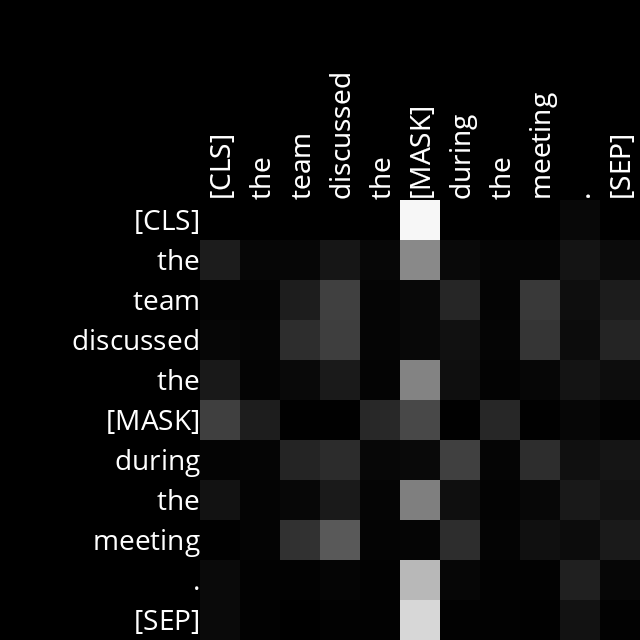 [CLS]
the
team
discussed
the
[MASK]
during
the
meeting
.
[SEP]
[CLS]
the
team
discussed
the
[MASK]
during
the
meeting
.
[SEP]